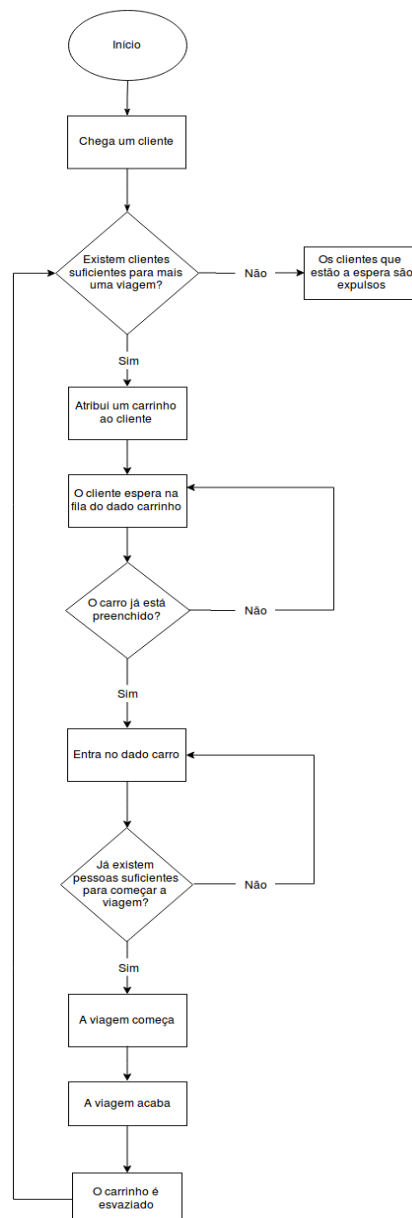 Início
Chega um cliente
Existem clientes
suficientes para mais
uma viagem?
Não
Os clientes que
estão a espera são
expulsos
Sim
Atribui um carrinho
ao cliente
O cliente espera na
fila do dado carrinho
O carro já está
preenchido?
Não
Sim
Entra no dado carro
Já existem
pessoas suficientes
para começar a
viagem?
Não
Sim
A viagem começa
A viagem acaba
O carrinho é
esvaziado